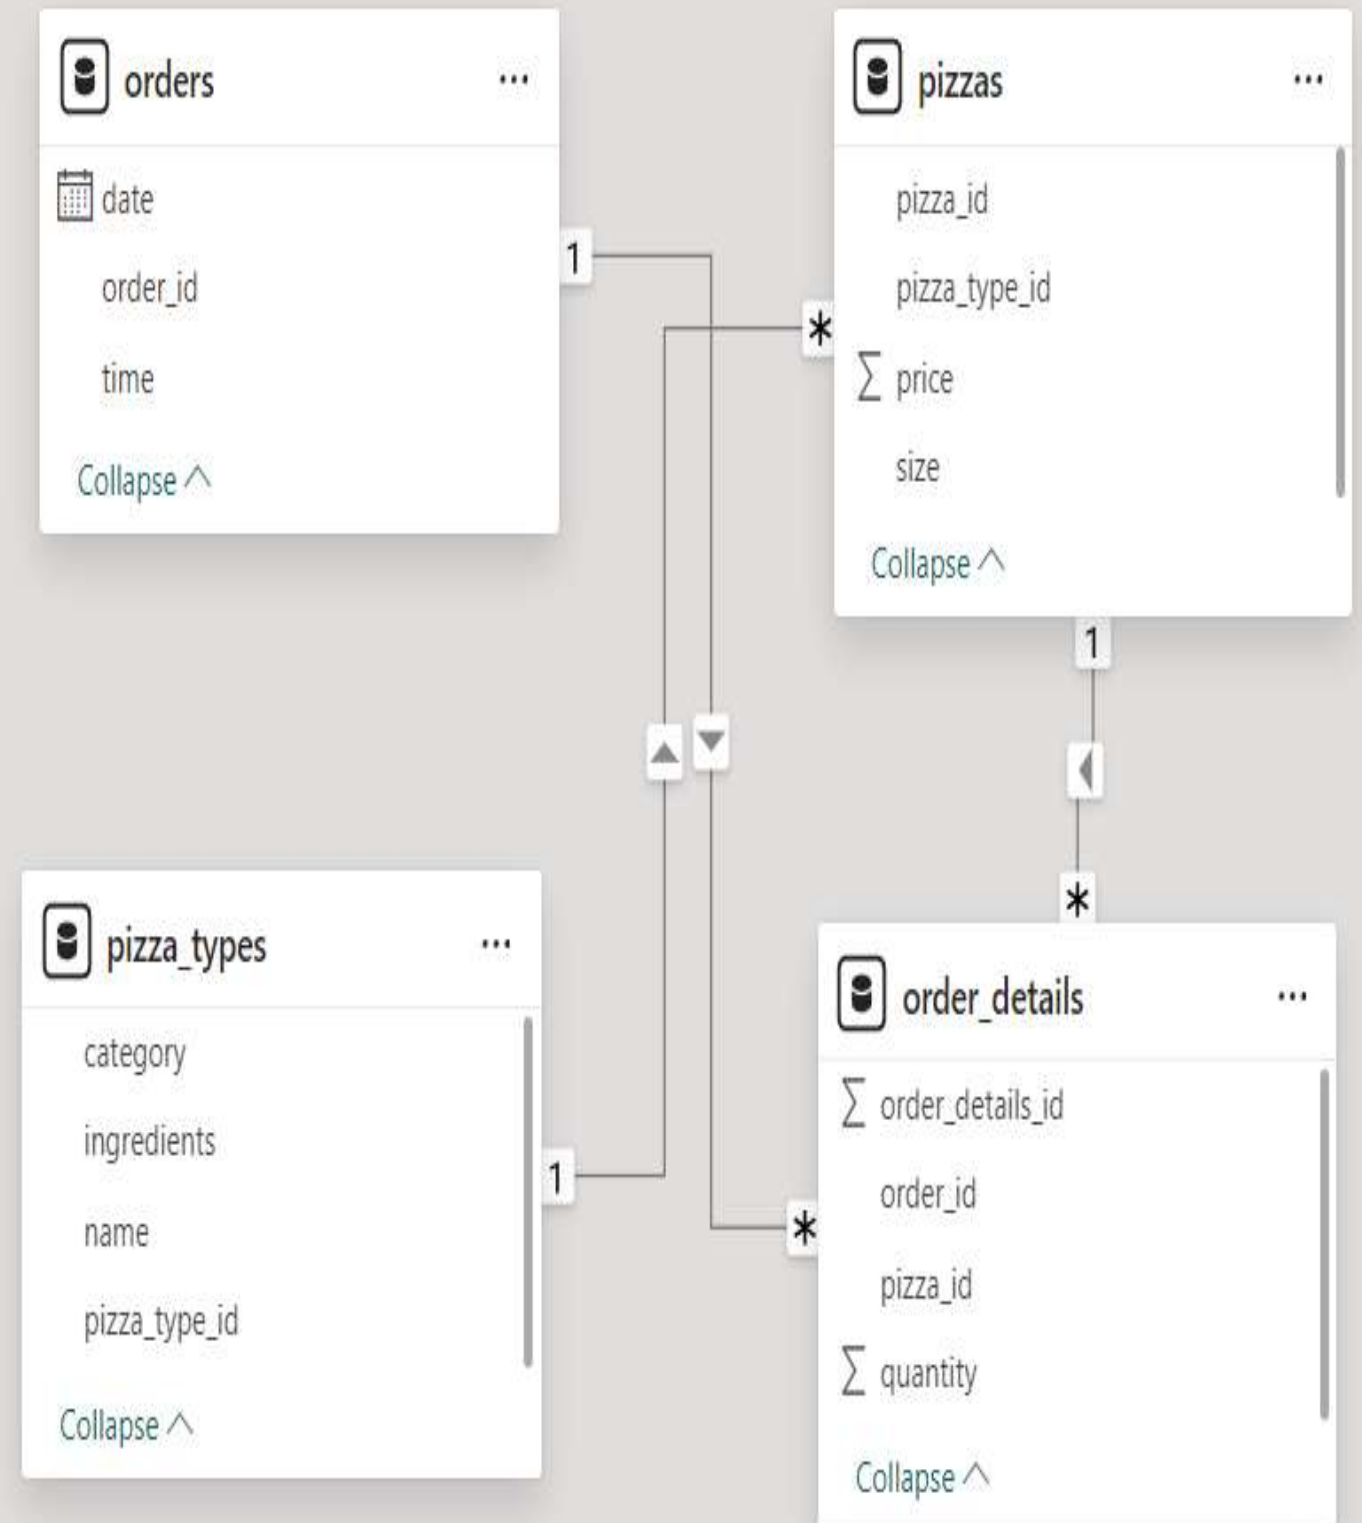 orders
...
date
order_id
time
Collapse
pizzas
...
pizza_id
pizza_type_id
∑ price
size
Collapse
1
*
1
*
pizza_types
...
category
ingredients
name
pizza_type_id
Collapse
1
*
order_details
...
∑ order_details_id
order_id
pizza_id
∑ quantity
Collapse